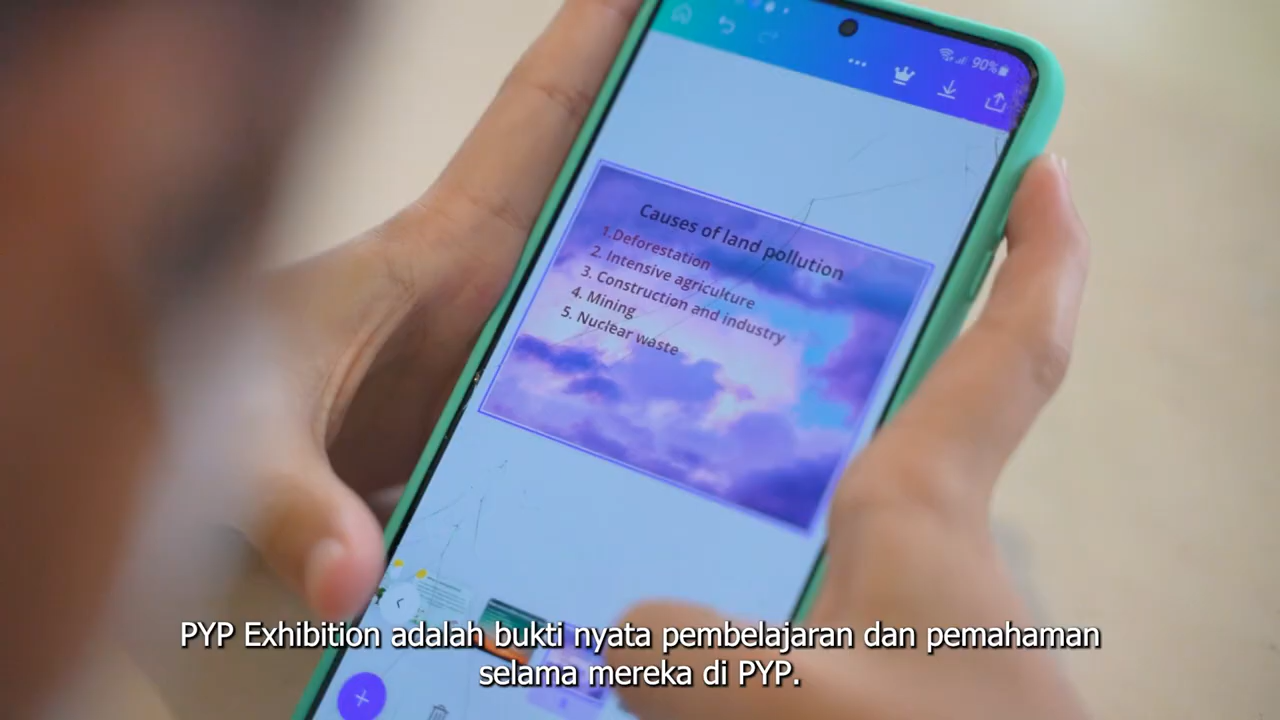 90%
Causes of land pollution
1.Deforestation
2. Intensive agriculture
3. Construction and industry
4. Mining
5. Nuclear waste
PYP Exhibition adalah bukti nyata pembelajaran dan pemahaman
selama mereka di PYP.